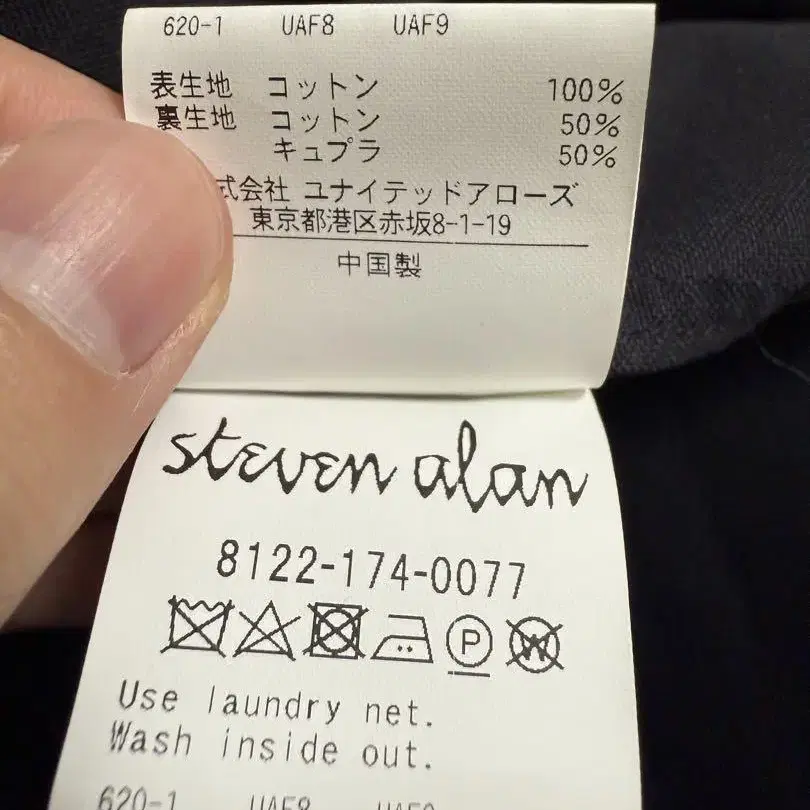 620-1 UAF8 UAF9
表生地 コットン 100%
裏生地 コットン 50%
キュプラ 50%
式会社 ユナイテッドアローズ
東京都港区赤坂8-1-19
中国製
steven alan
8122-174-0077
P W
Use laundry net.
Wash inside out.
620-1 UAF8 UAF9